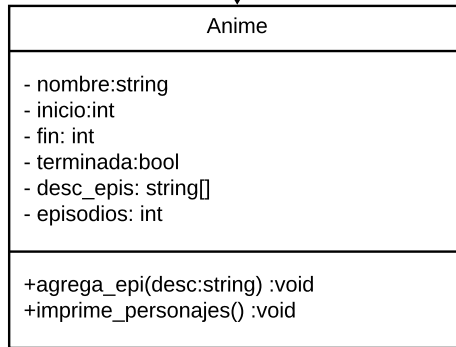 Anime
- nombre:string
- inicio:int
- fin: int
- terminada:bool
- desc_epis: string[]
- episodios: int
+agrega_epi(desc:string) :void
+imprime_personajes() :void